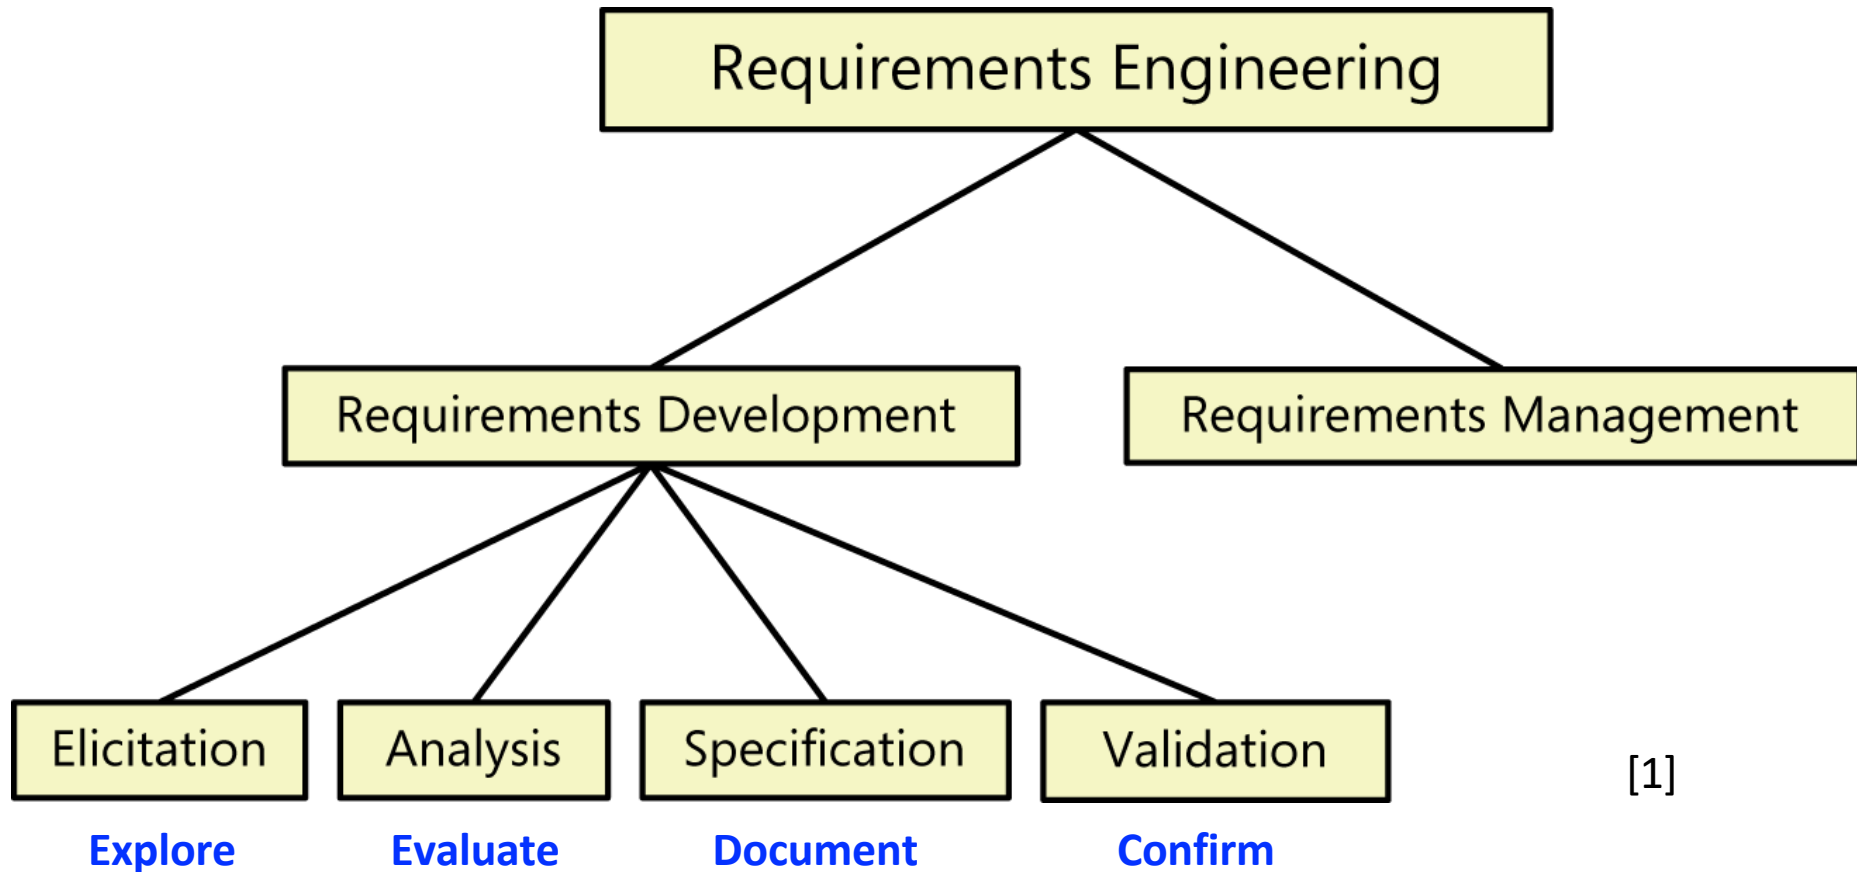 Requirements Engineering
Requirements Development
Requirements Management
Elicitation
Analysis
Specification
Validation
[1]
Explore
Evaluate
Document
Confirm